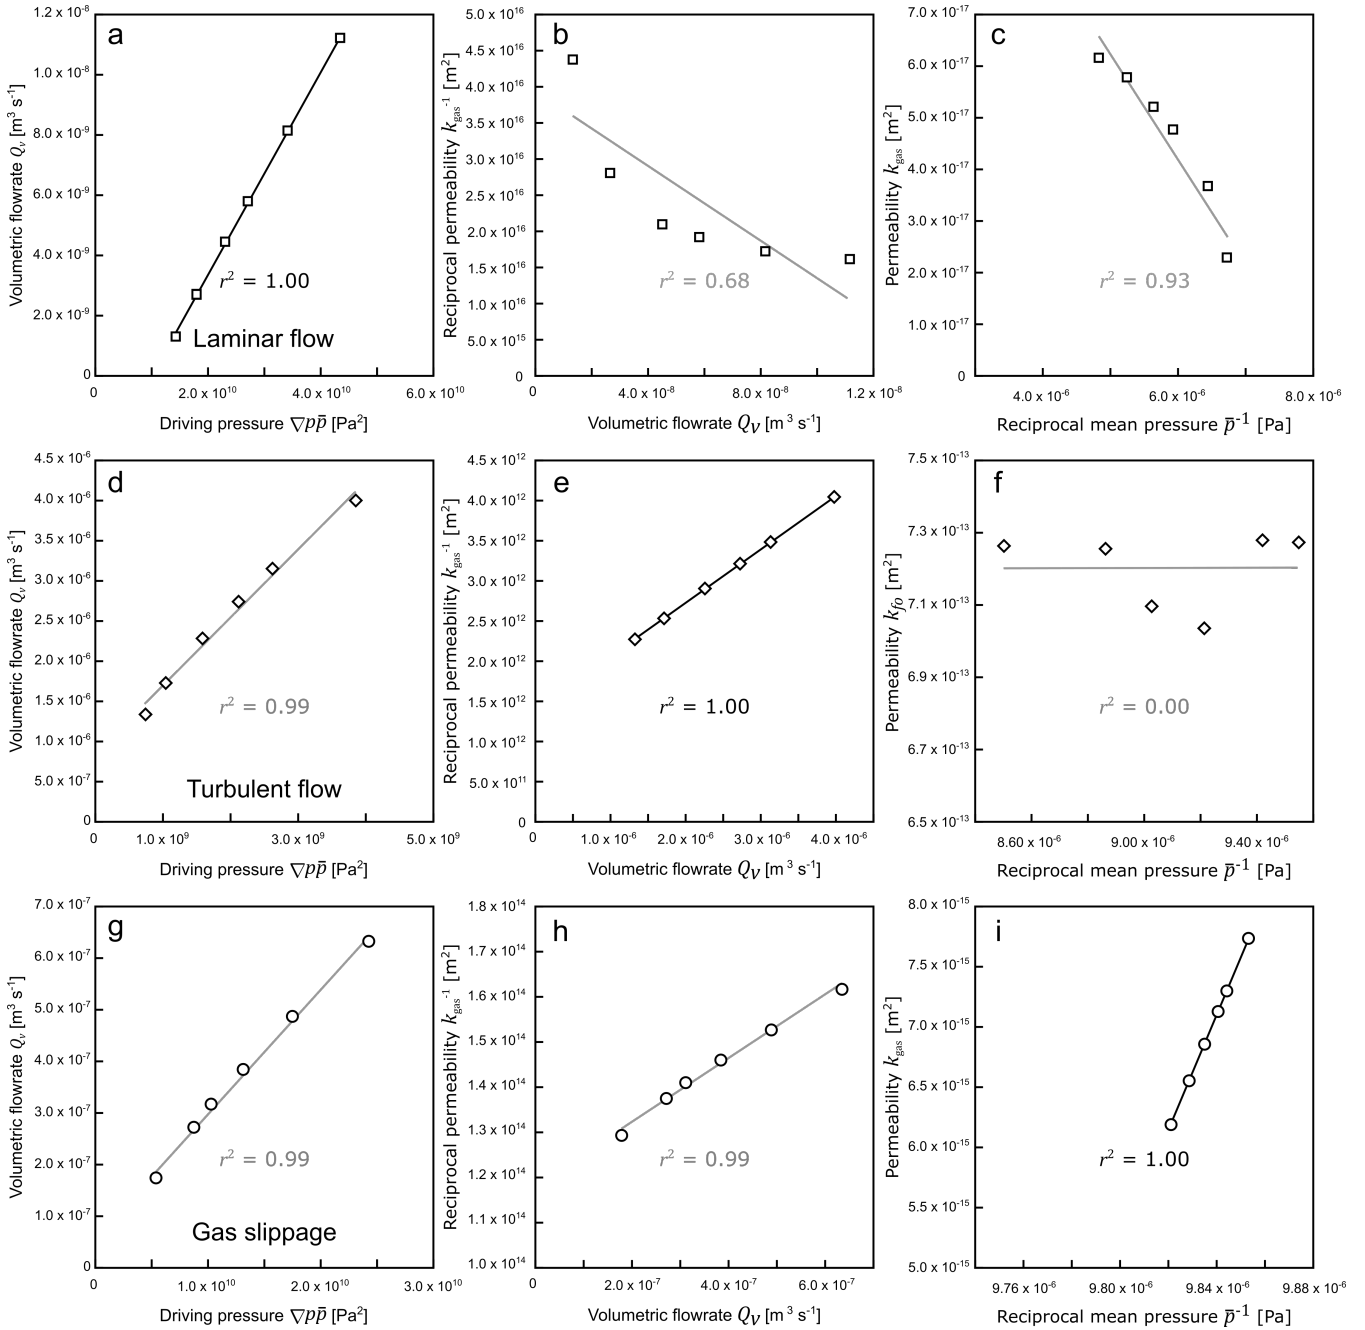 a
Volumetric flowrate Qᵥ [m³ s⁻¹]
1.2 x 10⁻⁸
1.0 x 10⁻⁸
8.0 x 10⁻⁹
6.0 x 10⁻⁹
4.0 x 10⁻⁹
2.0 x 10⁻⁹
0
r² = 1.00
Laminar flow
0 2.0 x 10¹⁰ 4.0 x 10¹⁰ 6.0 x 10¹⁰
Driving pressure ∇pp̄ [Pa²]
b
Reciprocal permeability k_gas⁻¹ [m²]
5.0 x 10¹⁶
4.5 x 10¹⁶
4.0 x 10¹⁶
3.5 x 10¹⁶
3.0 x 10¹⁶
2.5 x 10¹⁶
2.0 x 10¹⁶
1.5 x 10¹⁶
1.0 x 10¹⁶
5.0 x 10¹⁵
0
r² = 0.68
0 4.0 x 10⁻⁸ 8.0 x 10⁻⁸ 1.2 x 10⁻⁸
Volumetric flowrate Qᵥ [m³ s⁻¹]
c
Permeability k_gas [m²]
7.0 x 10⁻¹⁷
6.0 x 10⁻¹⁷
5.0 x 10⁻¹⁷
4.0 x 10⁻¹⁷
3.0 x 10⁻¹⁷
2.0 x 10⁻¹⁷
1.0 x 10⁻¹⁷
0
r² = 0.93
4.0 x 10⁻⁶ 6.0 x 10⁻⁶ 8.0 x 10⁻⁶
Reciprocal mean pressure p̄⁻¹ [Pa]
d
Volumetric flowrate Qᵥ [m³ s⁻¹]
4.5 x 10⁻⁶
4.0 x 10⁻⁶
3.5 x 10⁻⁶
3.0 x 10⁻⁶
2.5 x 10⁻⁶
2.0 x 10⁻⁶
1.5 x 10⁻⁶
1.0 x 10⁻⁶
5.0 x 10⁻⁷
0
r² = 0.99
Turbulent flow
0 1.0 x 10⁹ 3.0 x 10⁹ 5.0 x 10⁹
Driving pressure ∇pp̄ [Pa²]
e
Reciprocal permeability k_gas⁻¹ [m²]
4.5 x 10¹²
4.0 x 10¹²
3.5 x 10¹²
3.0 x 10¹²
2.5 x 10¹²
2.0 x 10¹²
1.5 x 10¹²
1.0 x 10¹²
5.0 x 10¹¹
0
r² = 1.00
0 1.0 x 10⁻⁶ 2.0 x 10⁻⁶ 3.0 x 10⁻⁶ 4.0 x 10⁻⁶
Volumetric flowrate Qᵥ [m³ s⁻¹]
f
Permeability k_fo [m²]
7.5 x 10⁻¹³
7.3 x 10⁻¹³
7.1 x 10⁻¹³
6.9 x 10⁻¹³
6.7 x 10⁻¹³
6.5 x 10⁻¹³
r² = 0.00
8.60 x 10⁻⁶ 9.00 x 10⁻⁶ 9.40 x 10⁻⁶
Reciprocal mean pressure p̄⁻¹ [Pa]
g
Volumetric flowrate Qᵥ [m³ s⁻¹]
7.0 x 10⁻⁷
6.0 x 10⁻⁷
5.0 x 10⁻⁷
4.0 x 10⁻⁷
3.0 x 10⁻⁷
2.0 x 10⁻⁷
1.0 x 10⁻⁷
0
r² = 0.99
Gas slippage
0 1.0 x 10¹⁰ 2.0 x 10¹⁰ 3.0 x 10¹⁰
Driving pressure ∇pp̄ [Pa²]
h
Reciprocal permeability k_gas⁻¹ [m²]
1.8 x 10¹⁴
1.7 x 10¹⁴
1.6 x 10¹⁴
1.5 x 10¹⁴
1.4 x 10¹⁴
1.3 x 10¹⁴
1.2 x 10¹⁴
1.1 x 10¹⁴
1.0 x 10¹⁴
r² = 0.99
0 2.0 x 10⁻⁷ 4.0 x 10⁻⁷ 6.0 x 10⁻⁷
Volumetric flowrate Qᵥ [m³ s⁻¹]
i
Permeability k_gas [m²]
8.0 x 10⁻¹⁵
7.5 x 10⁻¹⁵
7.0 x 10⁻¹⁵
6.5 x 10⁻¹⁵
6.0 x 10⁻¹⁵
5.5 x 10⁻¹⁵
5.0 x 10⁻¹⁵
r² = 1.00
9.76 x 10⁻⁶ 9.80 x 10⁻⁶ 9.84 x 10⁻⁶ 9.88 x 10⁻⁶
Reciprocal mean pressure p̄⁻¹ [Pa]